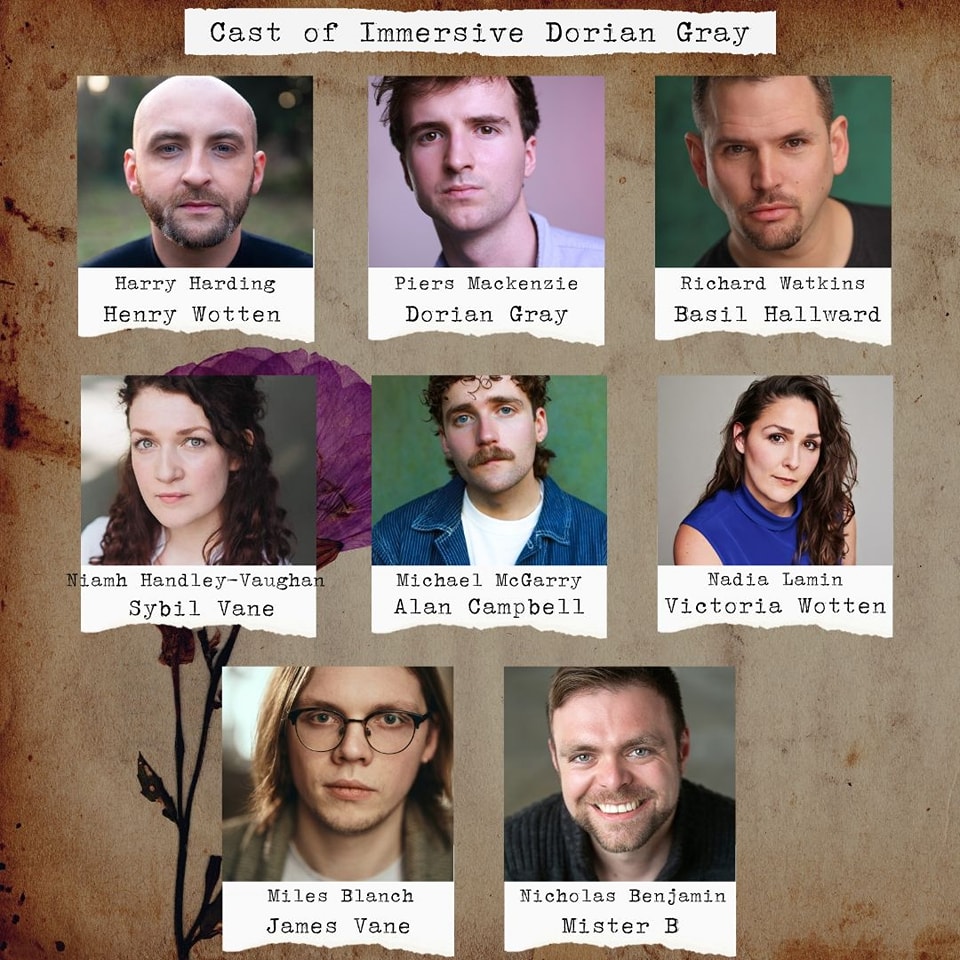 Cast of Immersive Dorian Gray
Harry Harding
Henry Wotten
Piers Mackenzie
Dorian Gray
Richard Watkins
Basil Hallward
Niamh Handley-Vaughan
Sybil Vane
Michael McGarry
Alan Campbell
Nadia Lamin
Victoria Wotten
Miles Blanch
James Vane
Nicholas Benjamin
Mister B